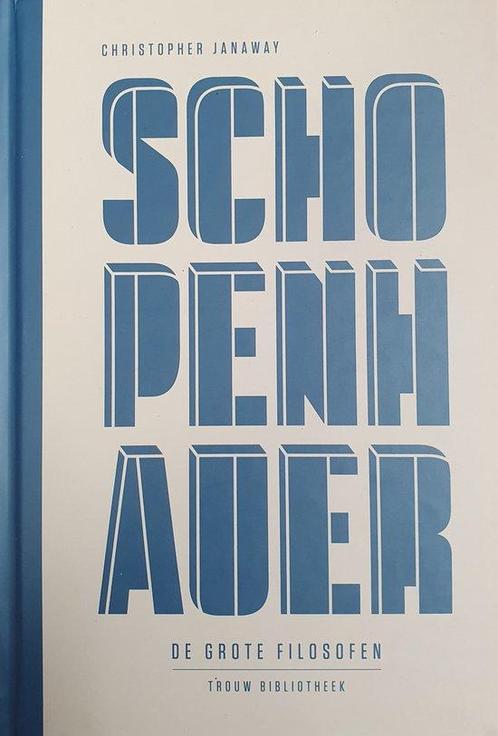 CHRISTOPHER JANAWAY
SCHO
PENH
AUER
DE GROTE FILOSOFEN
TROUW BIBLIOTHEEK